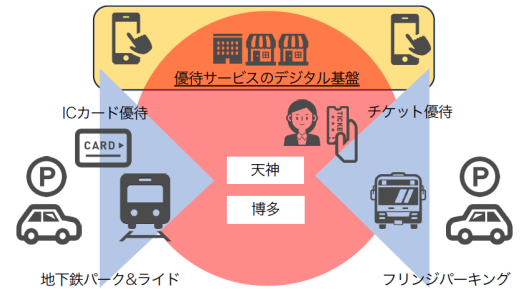 優待サービスのデジタル基盤
ICカード優待
チケット優待
CARD
TICKET
P
天神
P
博多
地下鉄パーク&ライド
フリンジパーキング